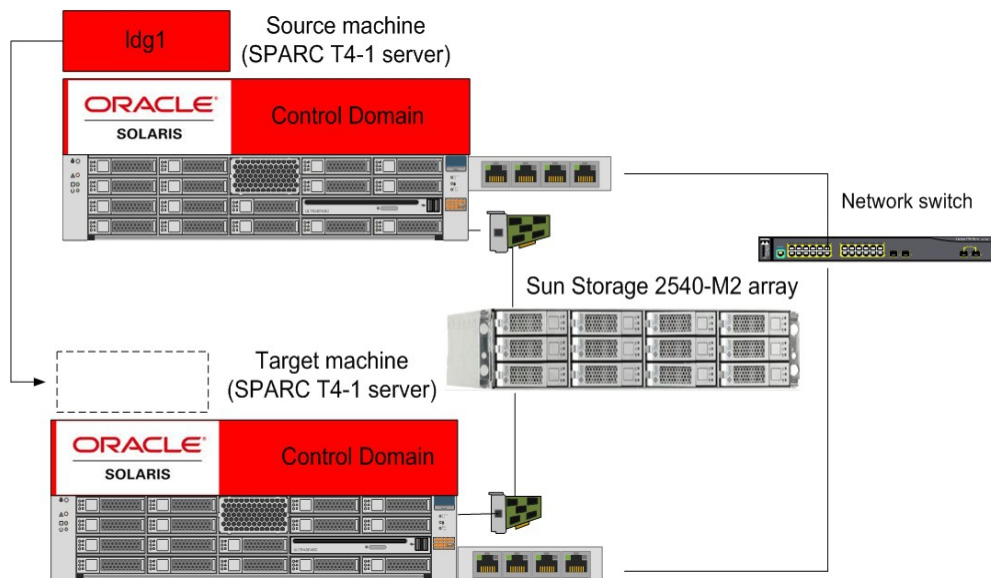 ldg1
Source machine
(SPARC T4-1 server)
ORACLE®
SOLARIS
Control Domain
Network switch
Sun Storage 2540-M2 array
Target machine
(SPARC T4-1 server)
ORACLE®
SOLARIS
Control Domain